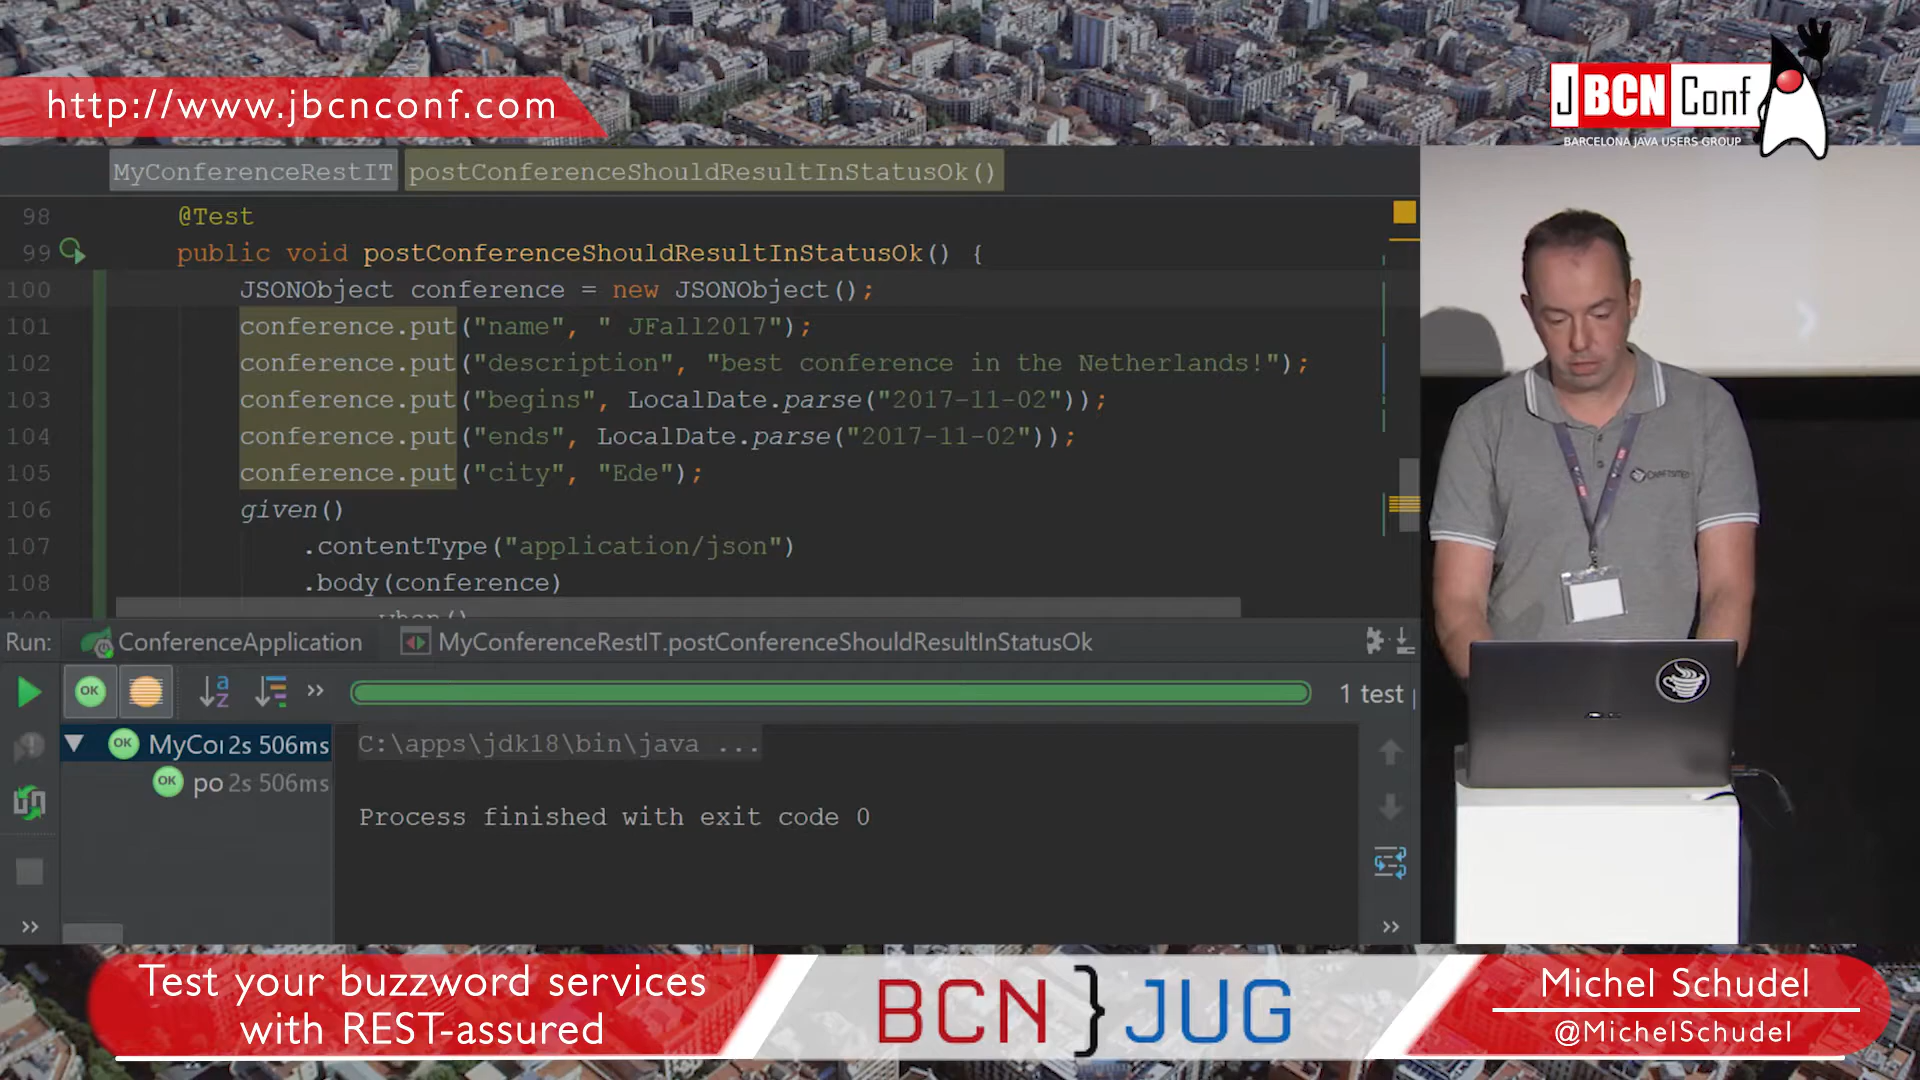 http://www.jbcnconf.com
JBCNConf
BARCELONA JAVA USERS GROUP
MyConferenceRestIT postConferenceShouldResultInStatusOk()
98 @Test
99 public void postConferenceShouldResultInStatusOk() {
100 JSONObject conference = new JSONObject();
101 conference.put("name", " JFall2017");
102 conference.put("description", "best conference in the Netherlands!");
103 conference.put("begins", LocalDate.parse("2017-11-02"));
104 conference.put("ends", LocalDate.parse("2017-11-02"));
105 conference.put("city", "Ede");
106 given()
107 .contentType("application/json")
108 .body(conference)
Run: ConferenceApplication MyConferenceRestIT.postConferenceShouldResultInStatusOk
OK 1 test
OK MyCor 2s 506ms
OK po 2s 506ms
C:\apps\jdk18\bin\java ...
Process finished with exit code 0
ASUS
Test your buzzword services
with REST-assured
BCN } JUG
Michel Schudel
@MichelSchudel